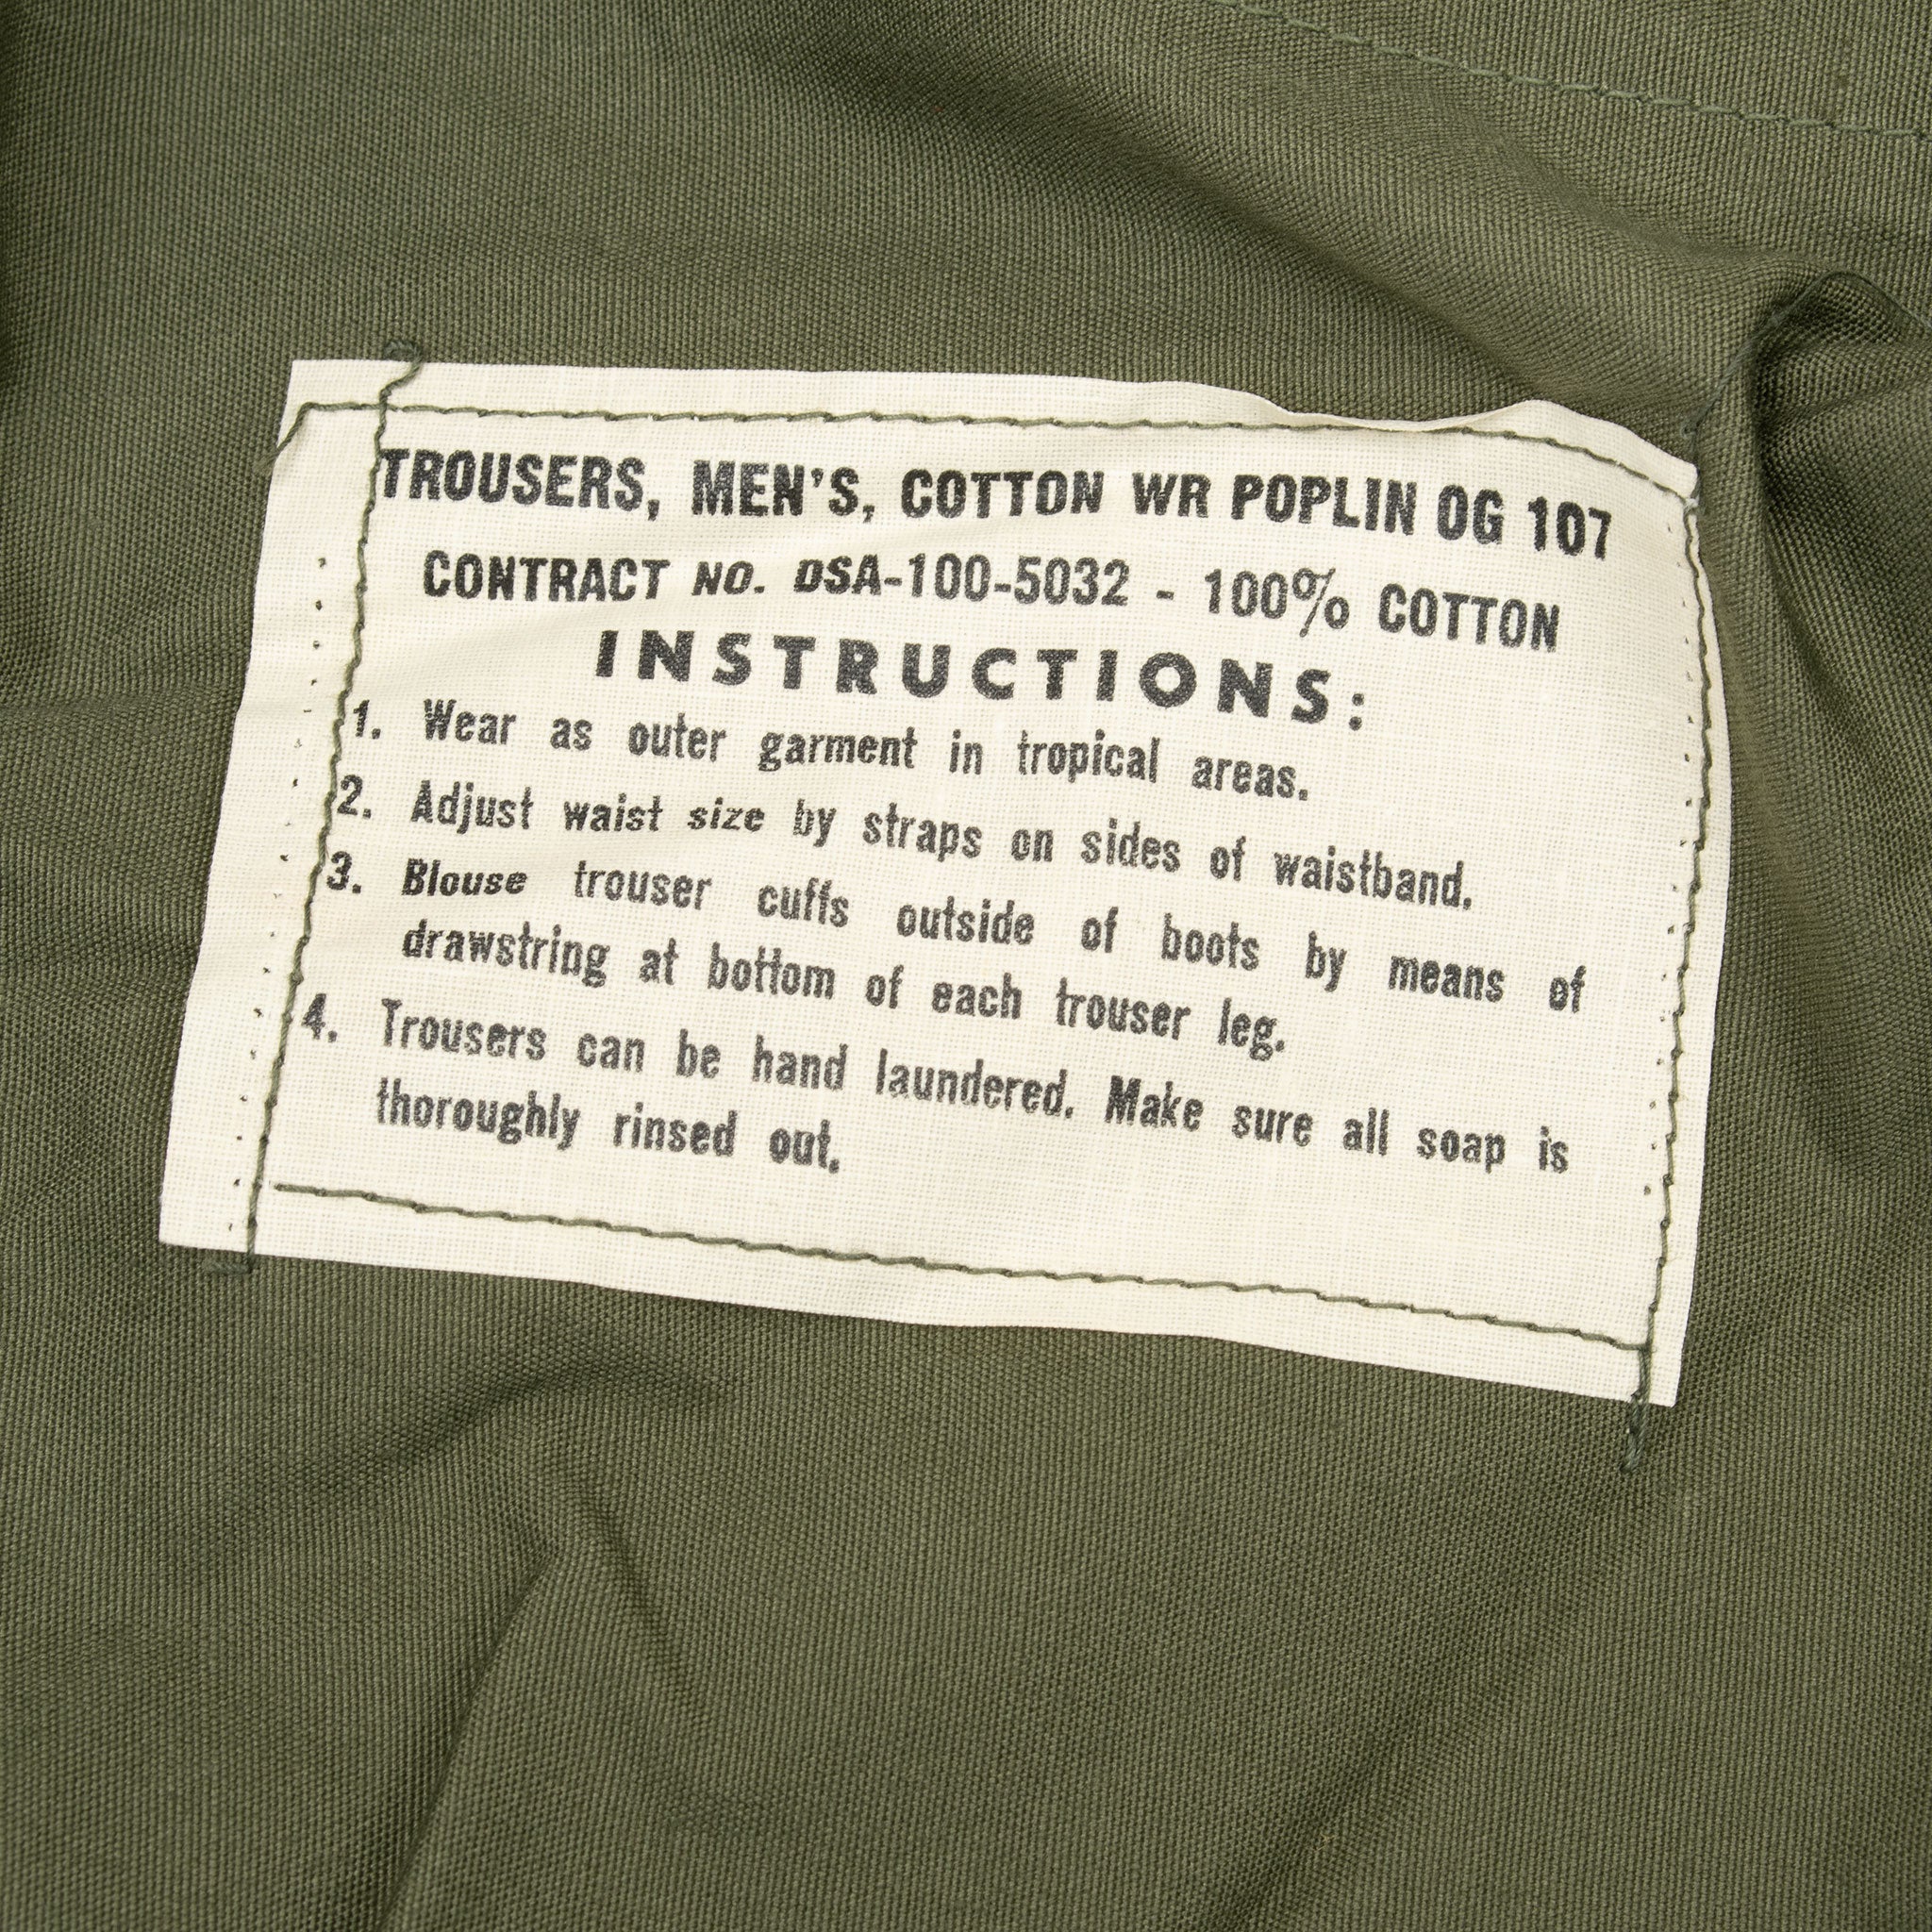 TROUSERS, MEN'S, COTTON WR POPLIN OG 107
CONTRACT NO. DSA-100-5032 - 100% COTTON
INSTRUCTIONS:
1. Wear as outer garment in tropical areas.
2. Adjust waist size by straps on sides of waistband.
3. Blouse trouser cuffs outside of boots by means of
drawstring at bottom of each trouser leg.
4. Trousers can be hand laundered. Make sure all soap is
thoroughly rinsed out.